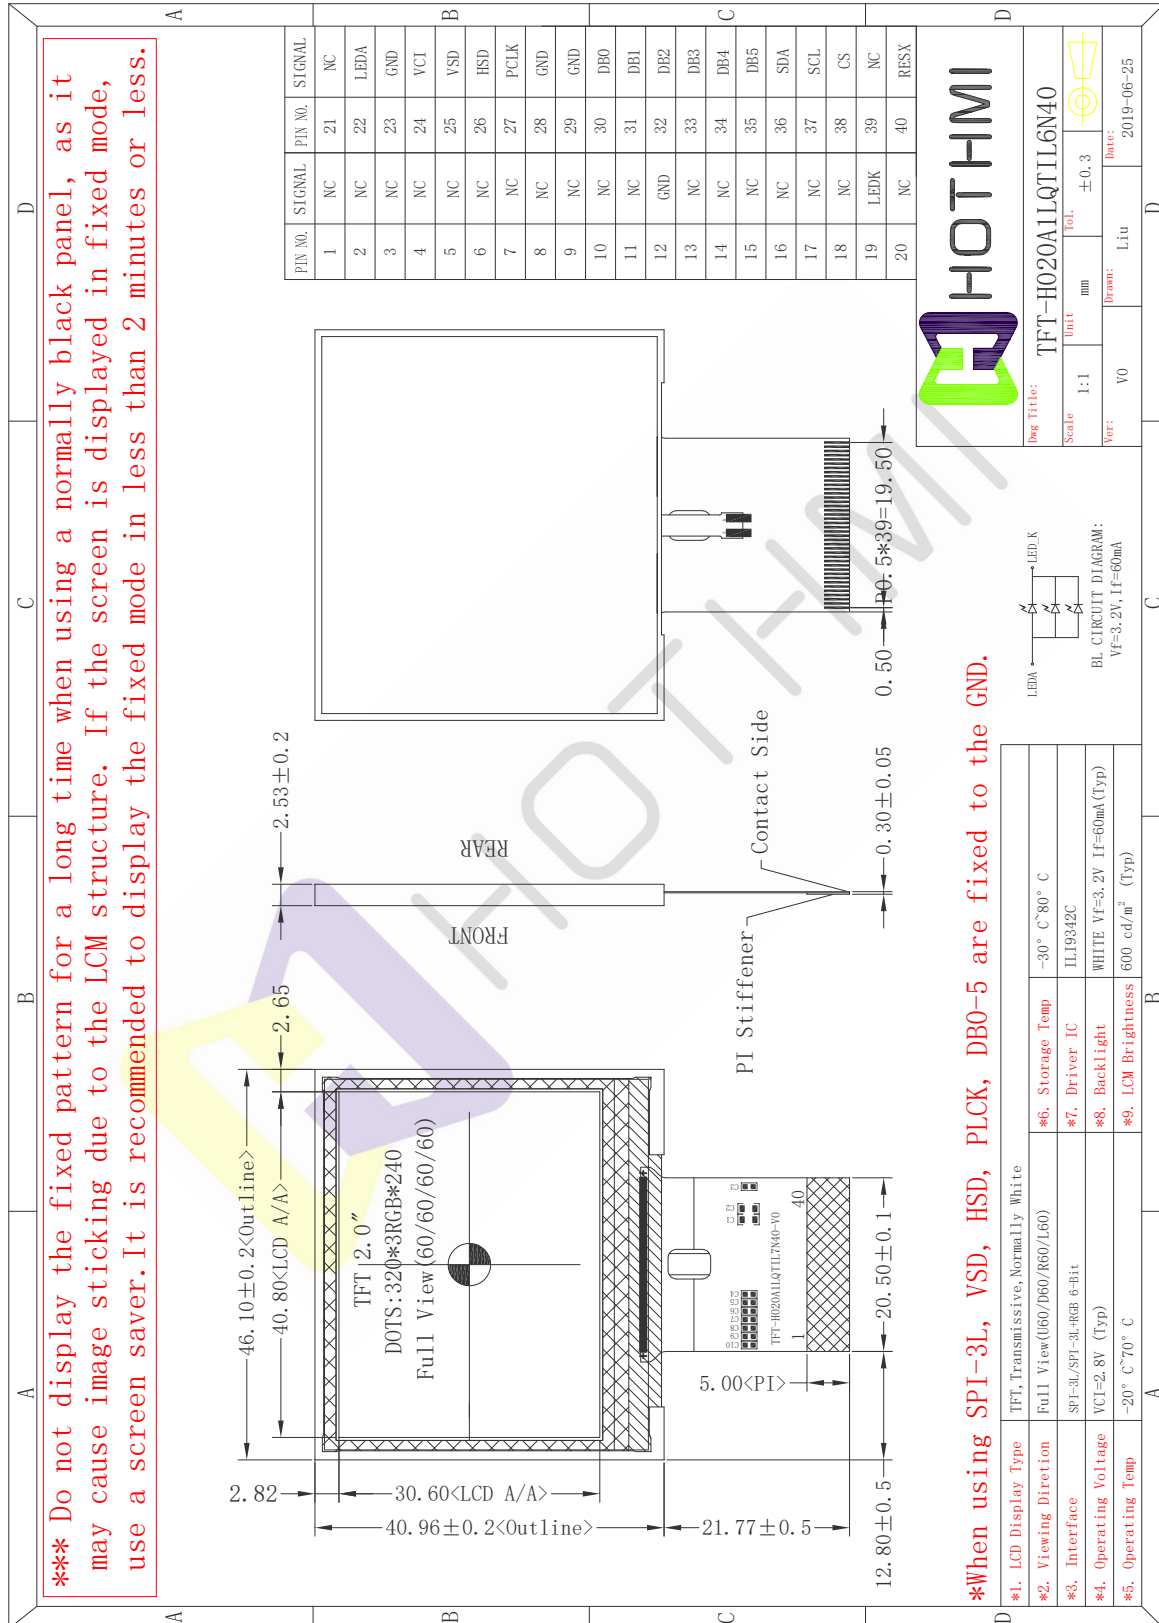 *** Do not display the fixed pattern for a long time when using a normally black panel, as it
may cause image sticking due to the LCM structure. If the screen is displayed in fixed mode,
use a screen saver.It is recommended to display the fixed mode in less than 2 minutes or less.
A
B
C
D
A
B
C
D
46.10±0.2<Outline>
2.65
2.53±0.2
40.80<LCD A/A>
TFT 2.0"
DOTS:320*3RGB*240
Full View(60/60/60/60)
2.82
30.60<LCD A/A>
40.96±0.2<Outline>
21.77±0.5
12.80±0.5
5.00<PI>
20.50±0.1
1
40
TFT-H020A1LQTIL7N40-V0
C10
C9
C8
C7
C6
C5
C4
C1
C2
C3
FRONT
REAR
PI Stiffener
Contact Side
0.30±0.05
0.50
P0.5*39=19.50
PIN NO. SIGNAL PIN NO. SIGNAL
1 NC 21 NC
2 NC 22 LEDA
3 NC 23 GND
4 NC 24 VCI
5 NC 25 VSD
6 NC 26 HSD
7 NC 27 PCLK
8 NC 28 GND
9 NC 29 GND
10 NC 30 DB0
11 NC 31 DB1
12 GND 32 DB2
13 NC 33 DB3
14 NC 34 DB4
15 NC 35 DB5
16 NC 36 SDA
17 NC 37 SCL
18 NC 38 CS
19 LEDK 39 NC
20 NC 40 RESX
HOTHMI
*When using SPI-3L, VSD, HSD, PLCK, DB0-5 are fixed to the GND.
*1. LCD Display Type TFT,Transmissive,Normally White
*2. Viewing Diretion Full View(U60/D60/R60/L60) *6. Storage Temp -30° C~80° C
*3. Interface SPI-3L/SPI-3L+RGB 6-Bit *7. Driver IC ILI9342C
*4. Operating Voltage VCI=2.8V (Typ) *8. Backlight WHITE Vf=3.2V If=60mA(Typ)
*5. Operating Temp -20° C~70° C *9. LCM Brightness 600 cd/m² (Typ)
LEDA LED_K
BL CIRCUIT DIAGRAM:
Vf=3.2V,If=60mA
HOTHMI
Dwg Title: TFT-H020A1LQTIL6N40
Scale 1:1 Unit mm Tol. ±0.3
Ver: V0 Drawn: Liu Date: 2019-06-25
A
B
C
D
A
B
C
D